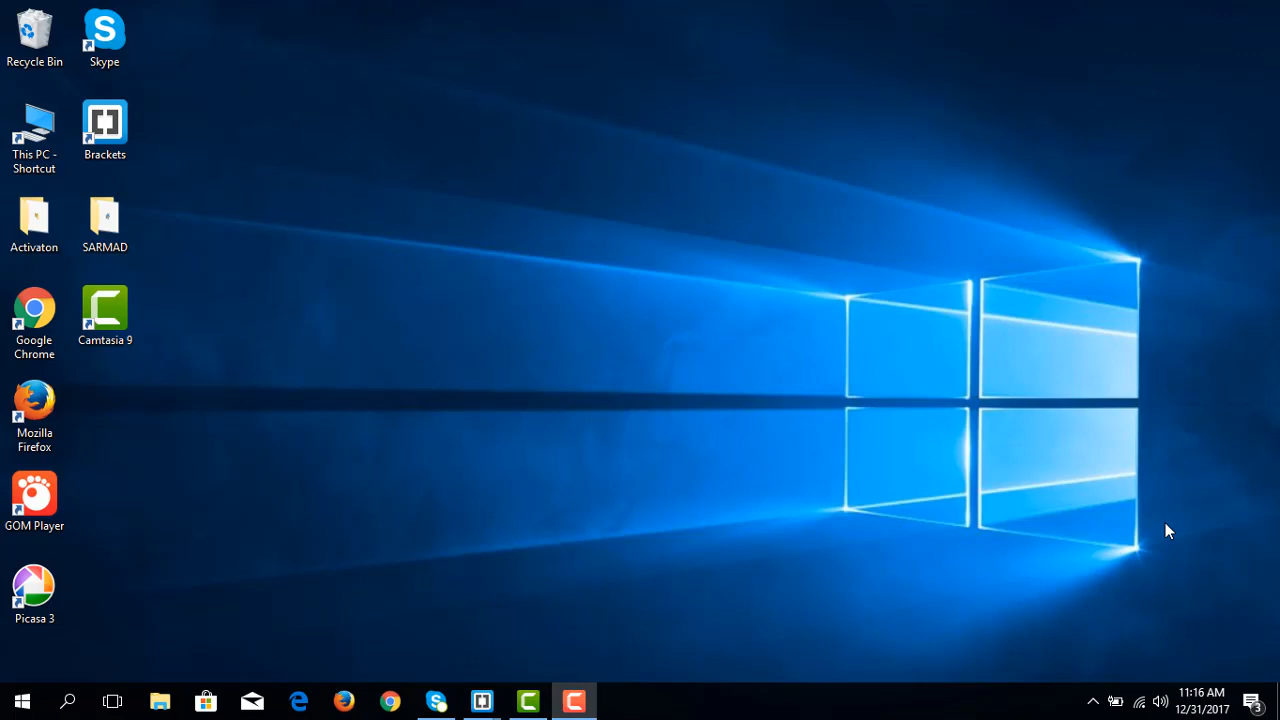 Recycle Bin
Skype
This PC -
Shortcut
Brackets
Activaton
SARMAD
Google
Chrome
Camtasia 9
Mozilla
Firefox
GOM Player
Picasa 3
11:16 AM
12/31/2017
3